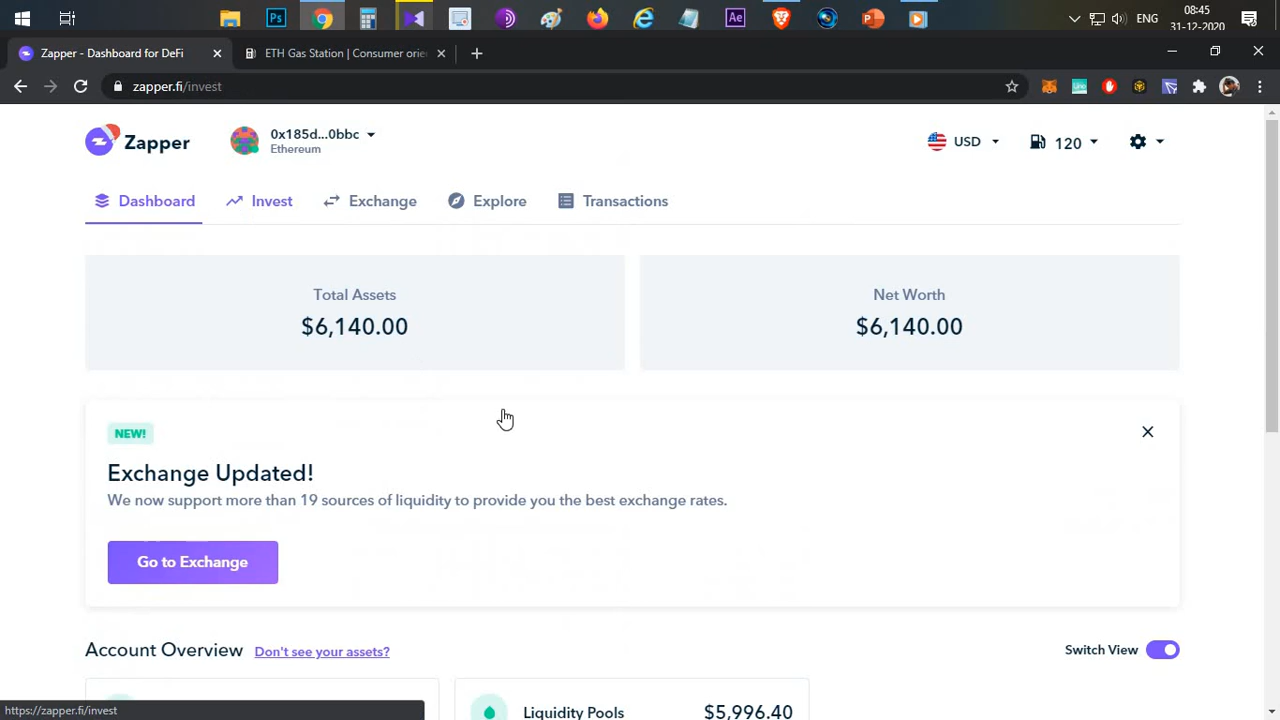 Ps
Ae
ENG
08:45
31-12-2020
Zapper - Dashboard for DeFi
ETH Gas Station | Consumer orie
zapper.fi/invest
Zapper
0x185d...0bbc
Ethereum
USD
120
Dashboard
Invest
Exchange
Explore
Transactions
Total Assets
$6,140.00
Net Worth
$6,140.00
NEW!
Exchange Updated!
We now support more than 19 sources of liquidity to provide you the best exchange rates.
Go to Exchange
Account Overview
Don't see your assets?
Switch View
Liquidity Pools
$5,996.40
https://zapper.fi/invest